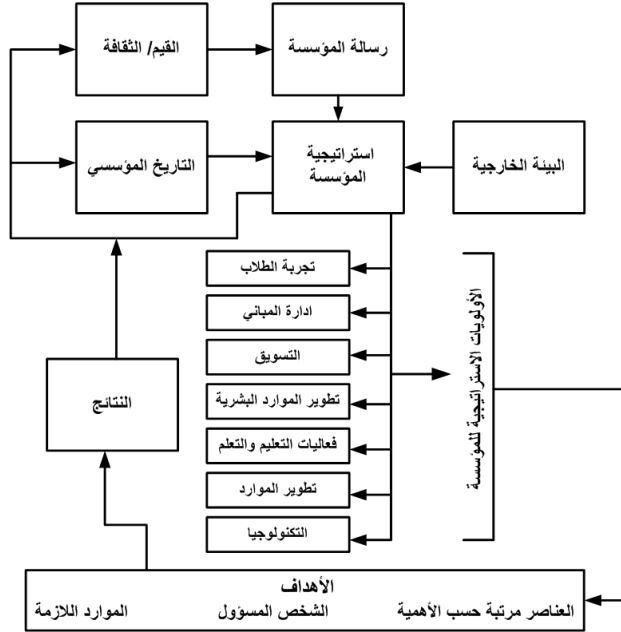 رسالة المؤسسة
القيم/ الثقافة
البيئة الخارجية
استراتيجية
المؤسسة
التاريخ المؤسسي
تجربة الطلاب
ادارة المباني
التسويق
تطوير الموارد البشرية
فعاليات التعليم والتعلم
تطوير الموارد
التكنولوجيا
الأولويات الاستراتيجية للمؤسسة
النتائج
الأهداف
العناصر مرتبة حسب الأهمية الشخص المسؤول الموارد اللازمة